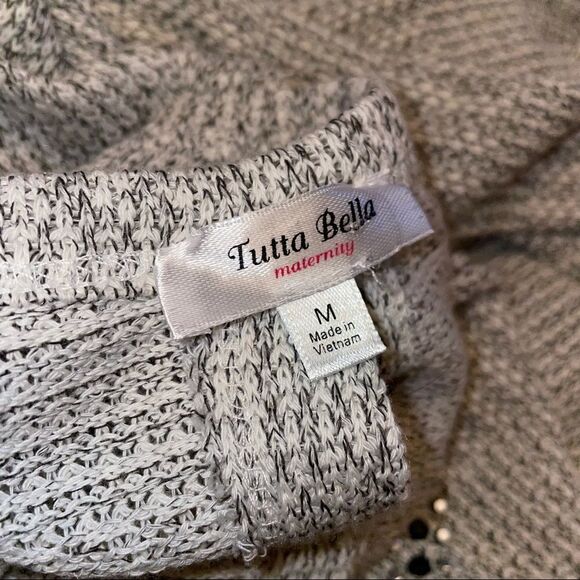 Tutta Bella
maternity
M
Made in
Vietnam